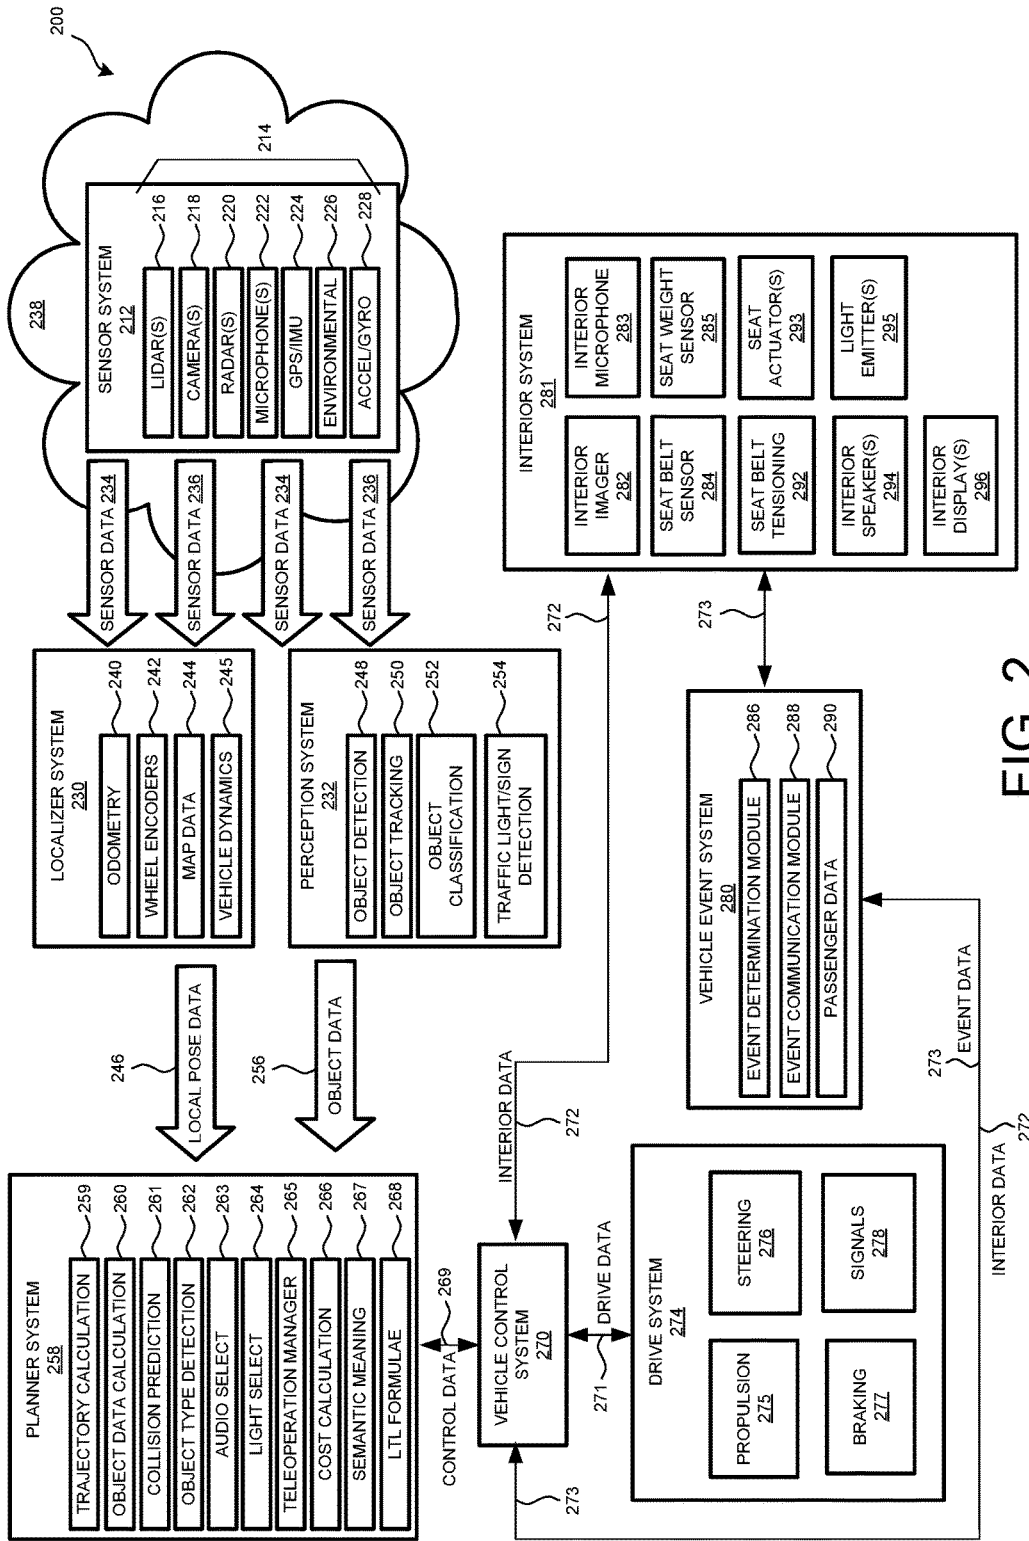 200
238
214
SENSOR SYSTEM
212
LIDAR(S)
216
CAMERA(S)
218
RADAR(S)
220
MICROPHONE(S)
222
GPS/IMU
224
ENVIRONMENTAL
226
ACCEL/GYRO
228
SENSOR DATA 234
SENSOR DATA 236
SENSOR DATA 234
SENSOR DATA 236
LOCALIZER SYSTEM
230
ODOMETRY
240
WHEEL ENCODERS
242
MAP DATA
244
VEHICLE DYNAMICS
245
PERCEPTION SYSTEM
232
OBJECT DETECTION
248
OBJECT TRACKING
250
OBJECT
CLASSIFICATION
252
TRAFFIC LIGHT/SIGN
DETECTION
254
246
LOCAL POSE DATA
256
OBJECT DATA
PLANNER SYSTEM
258
TRAJECTORY CALCULATION
259
OBJECT DATA CALCULATION
260
COLLISION PREDICTION
261
OBJECT TYPE DETECTION
262
AUDIO SELECT
263
LIGHT SELECT
264
TELEOPERATION MANAGER
265
COST CALCULATION
266
SEMANTIC MEANING
267
LTL FORMULAE
268
CONTROL DATA
269
VEHICLE CONTROL
SYSTEM
270
INTERIOR DATA
272
272
271
DRIVE DATA
273
DRIVE SYSTEM
274
PROPULSION
275
STEERING
276
BRAKING
277
SIGNALS
278
VEHICLE EVENT SYSTEM
280
EVENT DETERMINATION MODULE
286
EVENT COMMUNICATION MODULE
288
PASSENGER DATA
290
273
INTERIOR SYSTEM
281
INTERIOR
IMAGER
282
INTERIOR
MICROPHONE
283
SEAT BELT
SENSOR
284
SEAT WEIGHT
SENSOR
285
SEAT BELT
TENSIONING
292
SEAT
ACTUATOR(S)
293
INTERIOR
SPEAKER(S)
294
LIGHT
EMITTER(S)
295
INTERIOR
DISPLAY(S)
296
273
EVENT DATA
INTERIOR DATA
272
FIG. 2